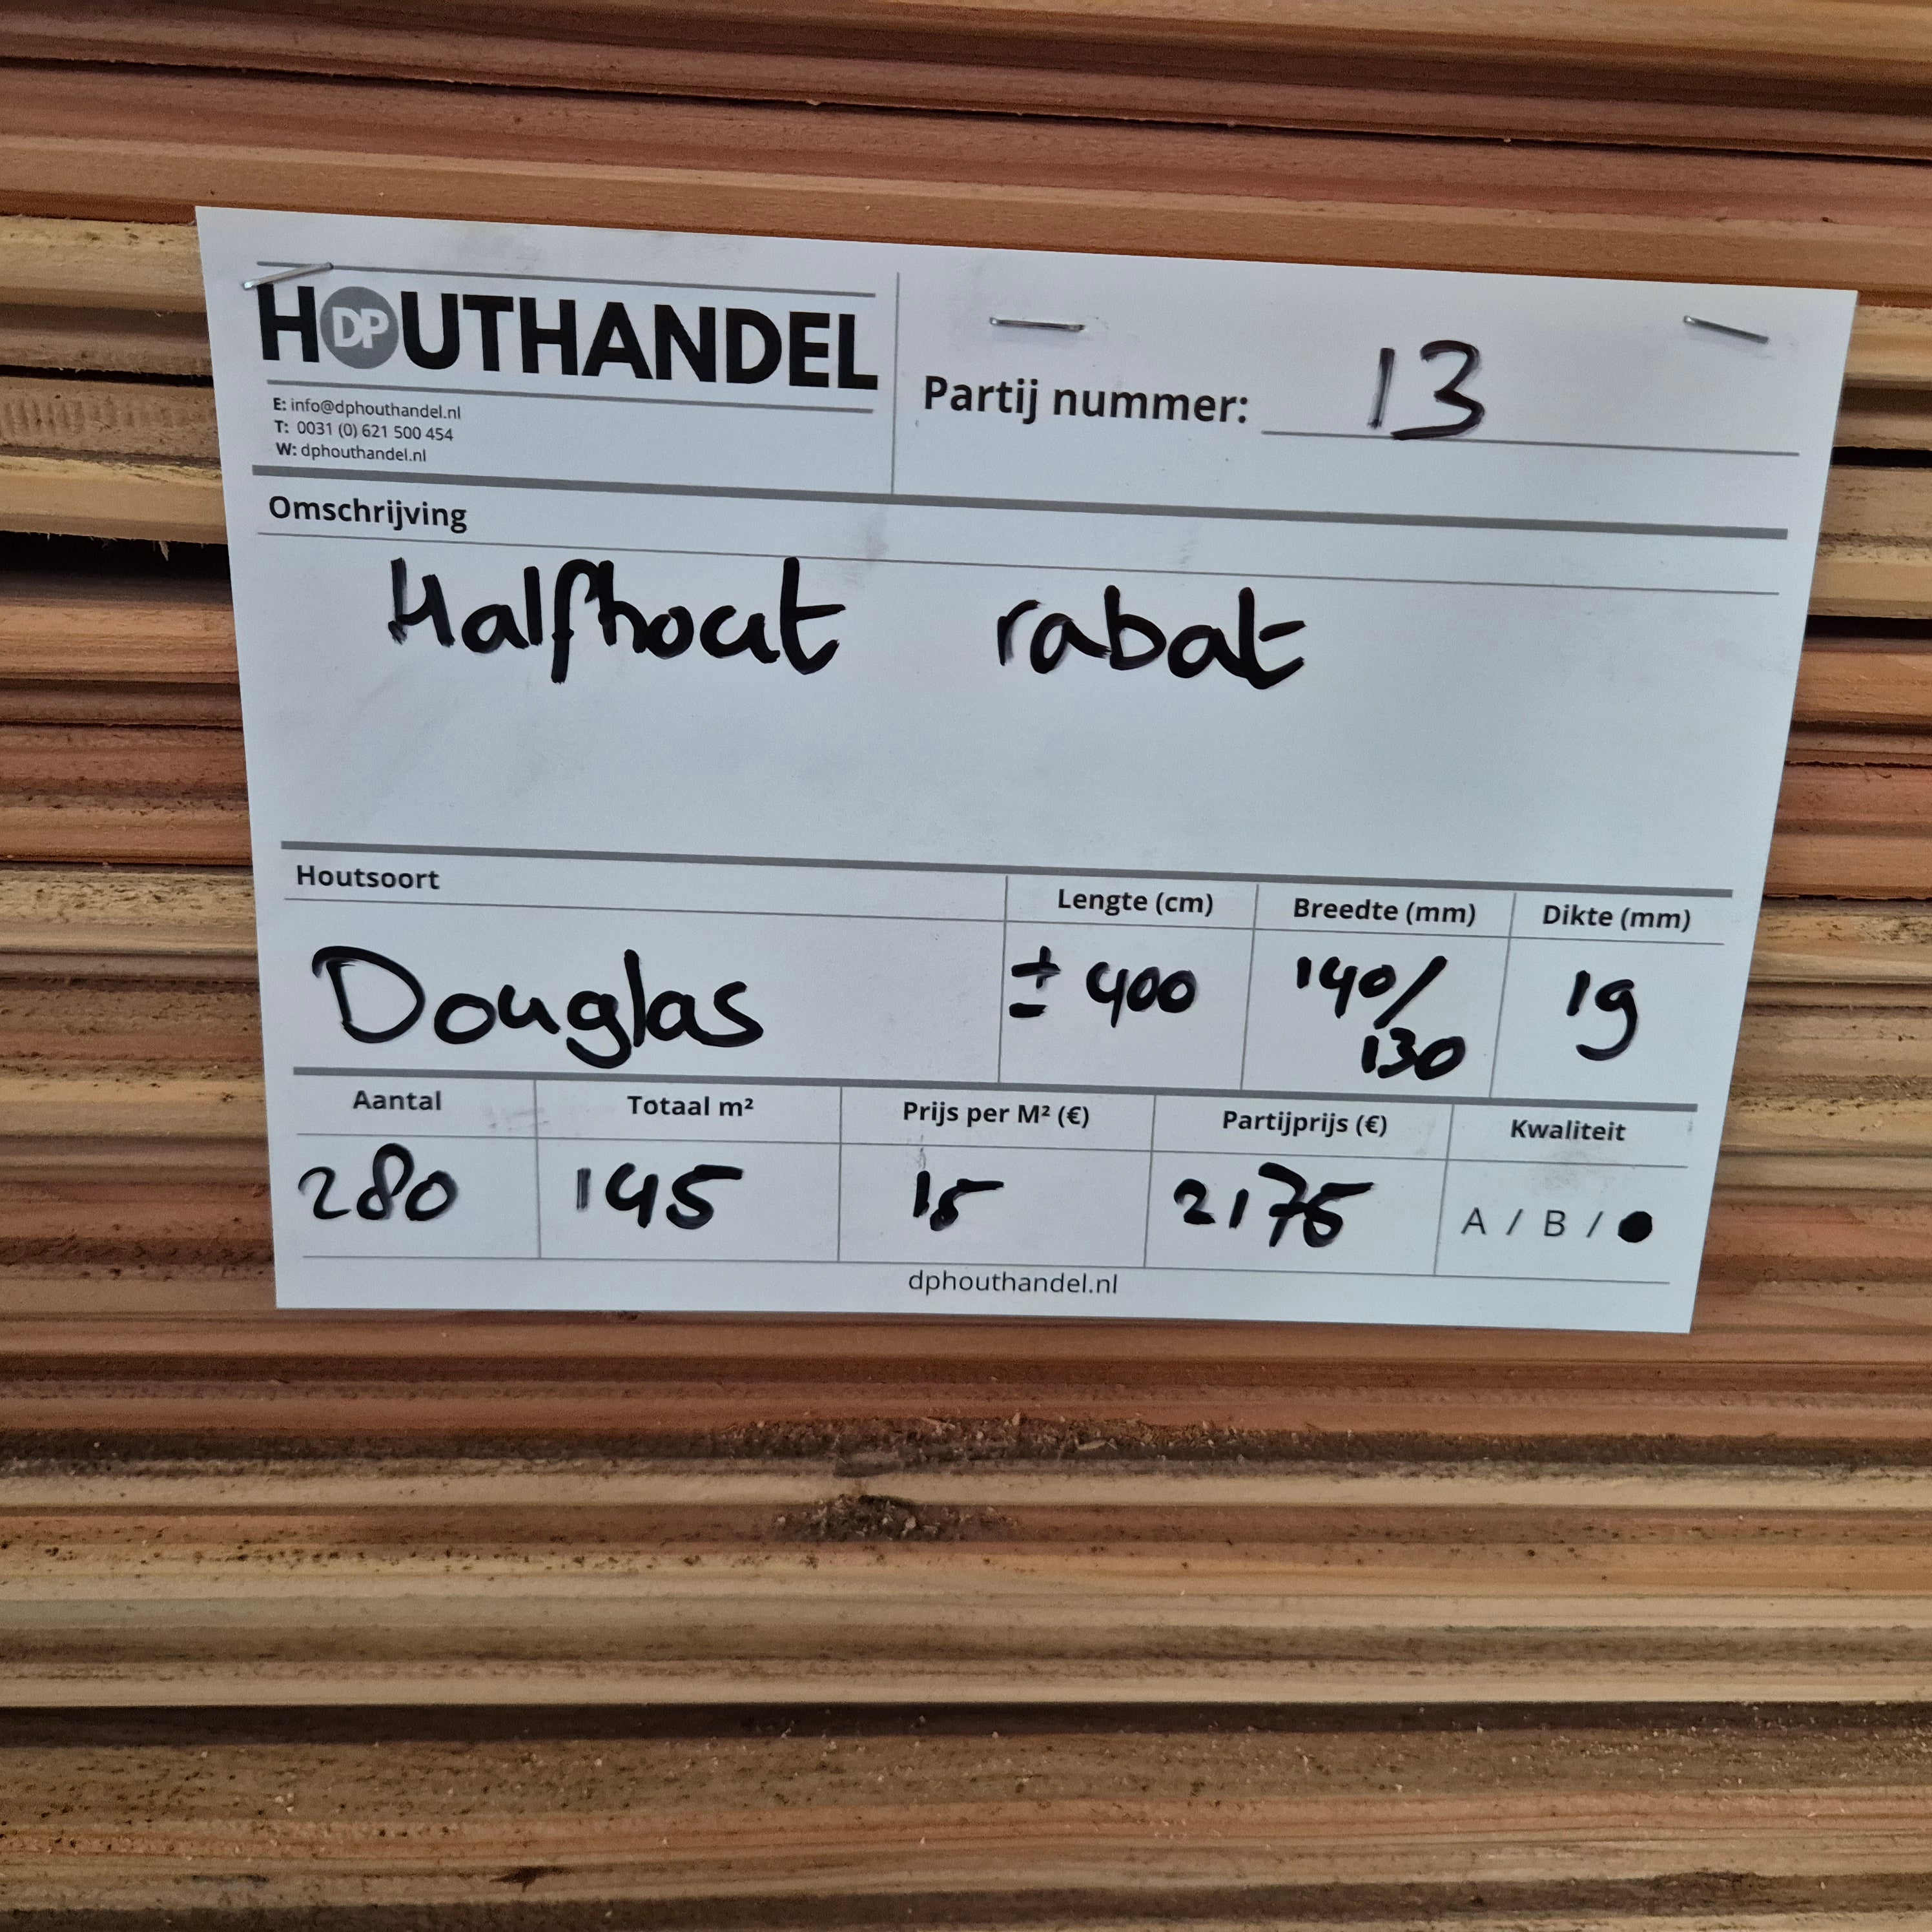 HOUTHANDEL
E: info@dphouthandel.nl
T: 0031 (0) 621 500 454
W: dphouthandel.nl
Partij nummer: 13
Omschrijving
Halfhout rabat
Houtsoort Lengte (cm) Breedte (mm) Dikte (mm)
Douglas ± 400 140/ 19
130
Aantal Totaal m² Prijs per M² (€) Partijprijs (€) Kwaliteit
280 145 15 2175 A / B /
dphouthandel.nl